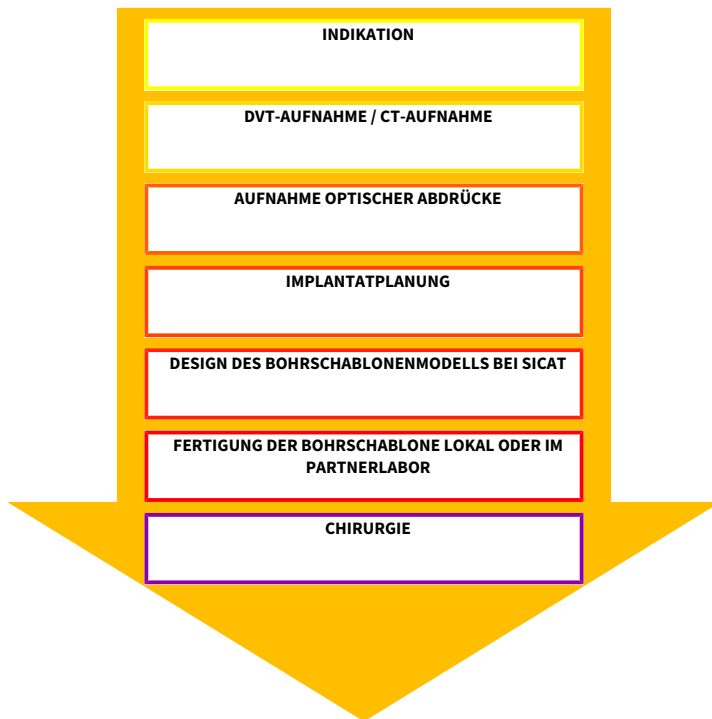 INDIKATION
DVT-AUFNAHME / CT-AUFNAHME
AUFNAHME OPTISCHER ABDRÜCKE
IMPLANTATPLANUNG
DESIGN DES BOHRSCHABLONENMODELLS BEI SICAT
FERTIGUNG DER BOHRSCHABLONE LOKAL ODER IM
PARTNERLABOR
CHIRURGIE